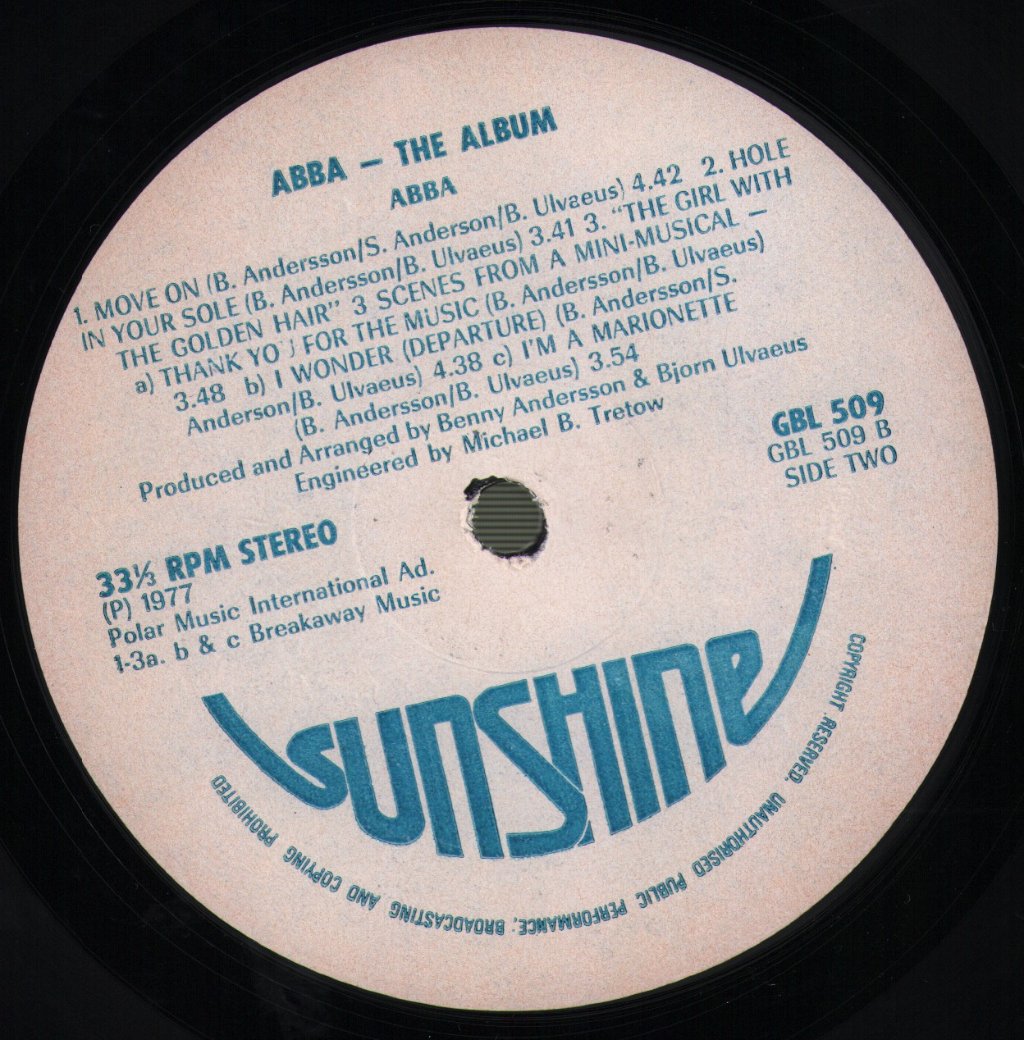 ABBA – THE ALBUM
ABBA
1. MOVE ON (B. Andersson/S. Anderson/B. Ulvaeus) 4.42 2. HOLE
IN YOUR SOLE (B. Andersson/B. Ulvaeus) 3.41 3. "THE GIRL WITH
THE GOLDEN HAIR" 3 SCENES FROM A MINI-MUSICAL –
a) THANK YOU FOR THE MUSIC (B. Andersson/B. Ulvaeus)
3.48 b) I WONDER (DEPARTURE) (B. Andersson/S.
Anderson/B. Ulvaeus) 4.38 c) I'M A MARIONETTE
(B. Andersson/B. Ulvaeus) 3.54
Produced and Arranged by Benny Andersson & Bjorn Ulvaeus
Engineered by Michael B. Tretow
GBL 509
GBL 509 B
SIDE TWO
33⅓ RPM STEREO
(P) 1977
Polar Music International Ad.
1-3a. b & c Breakaway Music
SUNSHINE
COPYRIGHT RESERVED. UNAUTHORISED PUBLIC PERFORMANCE, BROADCASTING AND COPYING PROHIBITED